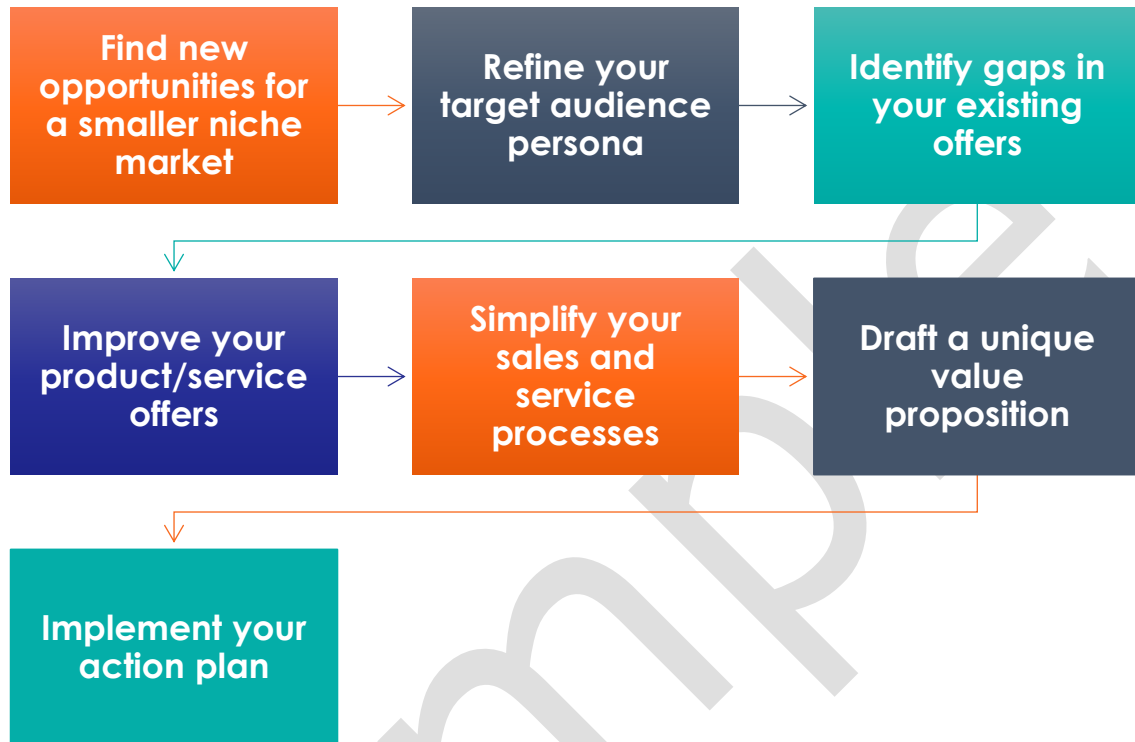 Find new
opportunities for
a smaller niche
market
Refine your
target audience
persona
Identify gaps in
your existing
offers
Improve your
product/service
offers
Simplify your
sales and
service
processes
Draft a unique
value
proposition
Implement your
action plan